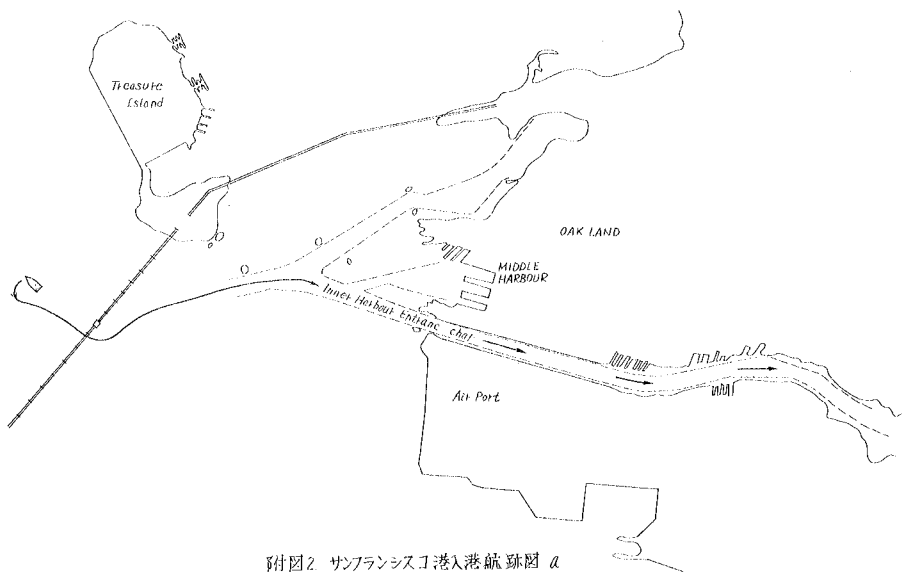 Treasure
Island
OAK LAND
MIDDLE
HARBOUR
Inner Harbour Entranc chal
Air Port
附図2 サンフランシスコ港入港航跡図 a